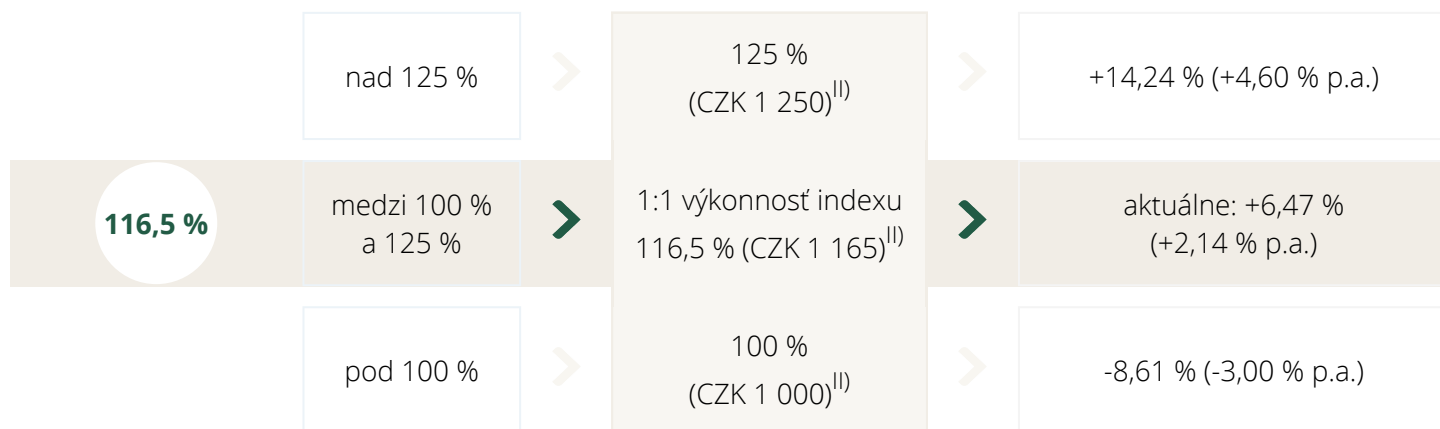 nad 125 %
125 %
(CZK 1 250)II)
+14,24 % (+4,60 % p.a.)
116,5 %
medzi 100 %
a 125 %
1:1 výkonnosť indexu
116,5 % (CZK 1 165)II)
aktuálne: +6,47 %
(+2,14 % p.a.)
pod 100 %
100 %
(CZK 1 000)II)
-8,61 % (-3,00 % p.a.)